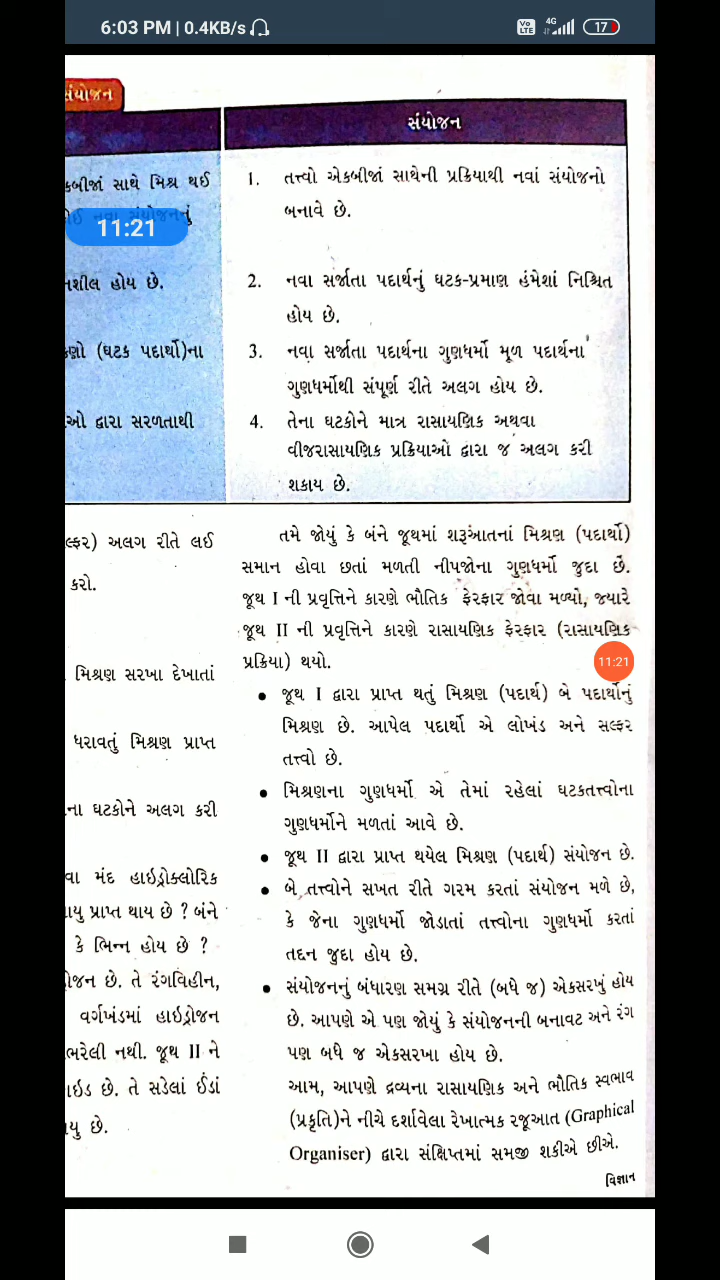 6:03 PM | 0.4KB/s
Vo LTE 4G 17
સંયોજન
સંયોજન
કબીજાં સાથે મિશ્ર થઈ
નવા સંયોજનનું
11:21
નશીલ હોય છે.
કણો (ઘટક પદાર્થો)ના
ઓ દ્વારા સરળતાથી
1. તત્ત્વો એકબીજાં સાથેની પ્રક્રિયાથી નવાં સંયોજનો
બનાવે છે.
2. નવા સર્જાતા પદાર્થનું ઘટક-પ્રમાણ હંમેશાં નિશ્ચિત
હોય છે.
3. નવા સર્જાતા પદાર્થના ગુણધર્મો મૂળ પદાર્થના
ગુણધર્મોથી સંપૂર્ણ રીતે અલગ હોય છે.
4. તેના ઘટકોને માત્ર રાસાયણિક અથવા
વીજરાસાયણિક પ્રક્રિયાઓ દ્વારા જ અલગ કરી
શકાય છે.
લ્ફર) અલગ રીતે લઈ
કરો.
મિશ્રણ સરખા દેખાતાં
ધરાવતું મિશ્રણ પ્રાપ્ત
ના ઘટકોને અલગ કરી
વા મંદ હાઇડ્રોક્લોરિક
ાયુ પ્રાપ્ત થાય છે ? બંને
કે ભિન્ન હોય છે ?
ોજન છે. તે રંગવિહીન,
વર્ગખંડમાં હાઇડ્રોજન
ભરેલી નથી. જૂથ II ને
ાઇડ છે. તે સડેલાં ઈંડાં
ાયુ છે.
તમે જોયું કે બંને જૂથમાં શરૂઆતનાં મિશ્રણ (પદાર્થો)
સમાન હોવા છતાં મળતી નીપજોના ગુણધર્મો જુદા છે.
જૂથ I ની પ્રવૃત્તિને કારણે ભૌતિક ફેરફાર જોવા મળ્યો, જ્યારે
જૂથ II ની પ્રવૃત્તિને કારણે રાસાયણિક ફેરફાર (રાસાયણિક
પ્રક્રિયા) થયો.
11:21
• જૂથ I દ્વારા પ્રાપ્ત થતું મિશ્રણ (પદાર્થ) બે પદાર્થોનું
મિશ્રણ છે. આપેલ પદાર્થો એ લોખંડ અને સલ્ફર
તત્ત્વો છે.
• મિશ્રણના ગુણધર્મો એ તેમાં રહેલાં ઘટકતત્ત્વોના
ગુણધર્મોને મળતાં આવે છે.
• જૂથ II દ્વારા પ્રાપ્ત થયેલ મિશ્રણ (પદાર્થ) સંયોજન છે.
• બે તત્ત્વોને સખત રીતે ગરમ કરતાં સંયોજન મળે છે,
કે જેના ગુણધર્મો જોડાતાં તત્ત્વોના ગુણધર્મો કરતાં
તદ્દન જુદા હોય છે.
• સંયોજનનું બંધારણ સમગ્ર રીતે (બધે જ) એકસરખું હોય
છે. આપણે એ પણ જોયું કે સંયોજનની બનાવટ અને રંગ
પણ બધે જ એકસરખા હોય છે.
આમ, આપણે દ્રવ્યના રાસાયણિક અને ભૌતિક સ્વભાવ
(પ્રકૃતિ)ને નીચે દર્શાવેલા રેખાત્મક રજૂઆત (Graphical
Organiser) દ્વારા સંક્ષિપ્તમાં સમજી શકીએ છીએ.
વિજ્ઞાન